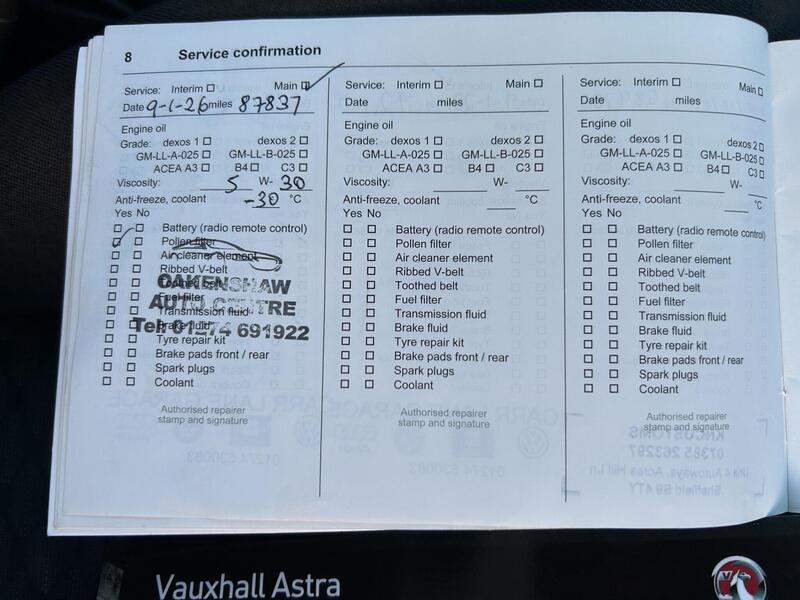 8 Service confirmation
Service: Interim Main
Date 9-1-26 miles 87837
Engine oil
Grade: dexos 1 dexos 2
GM-LL-A-025 GM-LL-B-025
ACEA A3 B4 C3
Viscosity: 5 W- 30
Anti-freeze, coolant -30 °C
Yes No
Battery (radio remote control)
Pollen filter
Air cleaner element
Ribbed V-belt
Toothed belt
Fuel filter
Transmission fluid
Brake fluid
Tyre repair kit
Brake pads front / rear
Spark plugs
Coolant
OAKENSHAW
AUTO CENTRE
Tel: 01274 691922
Authorised repairer
stamp and signature
Service: Interim Main
Date miles
Engine oil
Grade: dexos 1 dexos 2
GM-LL-A-025 GM-LL-B-025
ACEA A3 B4 C3
Viscosity: W-
Anti-freeze, coolant °C
Yes No
Battery (radio remote control)
Pollen filter
Air cleaner element
Ribbed V-belt
Toothed belt
Fuel filter
Transmission fluid
Brake fluid
Tyre repair kit
Brake pads front / rear
Spark plugs
Coolant
Authorised repairer
stamp and signature
Service: Interim Main
Date miles
Engine oil
Grade: dexos 1 dexos 2
GM-LL-A-025 GM-LL-B-025
ACEA A3 B4 C3
Viscosity: W-
Anti-freeze, coolant °C
Yes No
Battery (radio remote control)
Pollen filter
Air cleaner element
Ribbed V-belt
Toothed belt
Fuel filter
Transmission fluid
Brake fluid
Tyre repair kit
Brake pads front / rear
Spark plugs
Coolant
Authorised repairer
stamp and signature
Vauxhall Astra